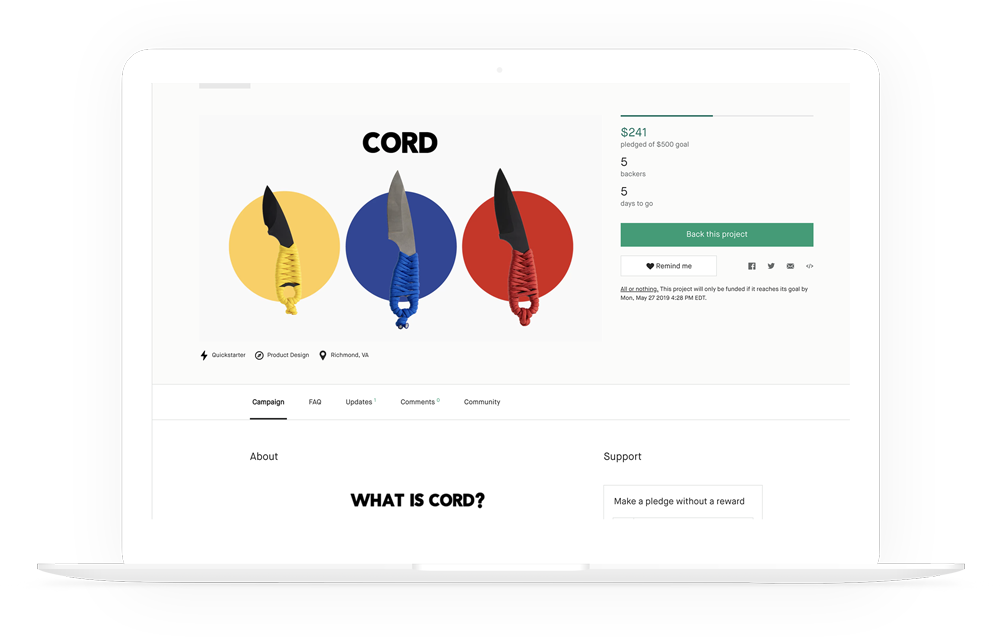 CORD
$241
pledged of $500 goal
5
backers
5
days to go
Back this project
Remind me
All or nothing. This project will only be funded if it reaches its goal by
Mon, May 27 2019 4:28 PM EDT.
Quickstarter Product Design Richmond, VA
Campaign FAQ Updates 1 Comments 0 Community
About
Support
WHAT IS CORD?
Make a pledge without a reward